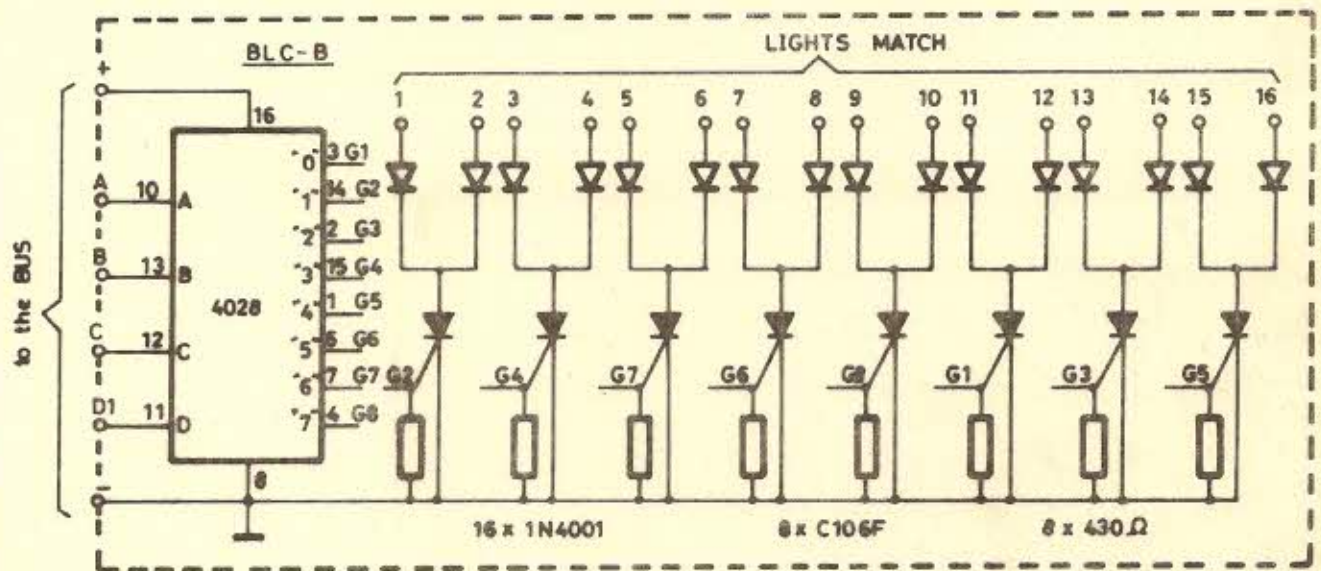 BLC-B
LIGHTS MATCH
1 2 3 4 5 6 7 8 9 10 11 12 13 14 15 16
to the BUS
+
16
A 10 A
B 13 B
C 12 C
D1 11 D
-
8
4028
"0" 3 G1
"1" 14 G2
"2" 2 G3
"3" 15 G4
"4" 1 G5
"5" 6 G6
"6" 7 G7
"7" 4 G8
G2 G4 G7 G6 G8 G1 G3 G5
16 x 1N4001 8 x C106F 8 x 430Ω